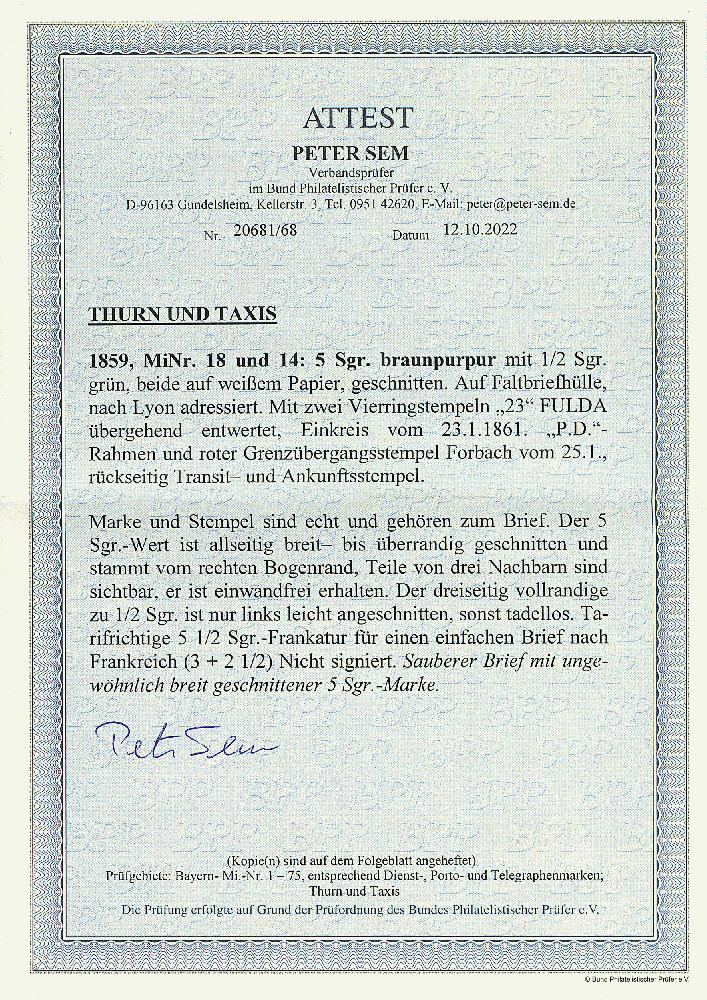 ATTEST
PETER SEM
Verbandsprüfer
im Bund Philatelistischer Prüfer e. V.
D-96163 Gundelsheim, Kellerstr. 3, Tel. 0951 42620, E-Mail: peter@peter-sem.de
Nr. 20681/68 Datum 12.10.2022
THURN UND TAXIS
1859, MiNr. 18 und 14: 5 Sgr. braunpurpur mit 1/2 Sgr.
grün, beide auf weißem Papier, geschnitten. Auf Faltbriefhülle,
nach Lyon adressiert. Mit zwei Vierringstempeln „23“ FULDA
übergehend entwertet, Einkreis vom 23.1.1861. „P.D.“-
Rahmen und roter Grenzübergangsstempel Forbach vom 25.1.,
rückseitig Transit- und Ankunftsstempel.
Marke und Stempel sind echt und gehören zum Brief. Der 5
Sgr.-Wert ist allseitig breit- bis überrandig geschnitten und
stammt vom rechten Bogenrand, Teile von drei Nachbarn sind
sichtbar, er ist einwandfrei erhalten. Der dreiseitig vollrandige
zu 1/2 Sgr. ist nur links leicht angeschnitten, sonst tadellos. Ta-
rifrichtige 5 1/2 Sgr.-Frankatur für einen einfachen Brief nach
Frankreich (3 + 2 1/2) Nicht signiert. Sauberer Brief mit unge-
wöhnlich breit geschnittener 5 Sgr.-Marke.
Peter Sem
(Kopie(n) sind auf dem Folgeblatt angeheftet)
Prüfgebiete: Bayern- Mi.-Nr. 1 – 75, entsprechend Dienst-, Porto- und Telegraphenmarken;
Thurn und Taxis
Die Prüfung erfolgte auf Grund der Prüfordnung des Bundes Philatelistischer Prüfer e.V.
© Bund Philatelistischer Prüfer e.V.